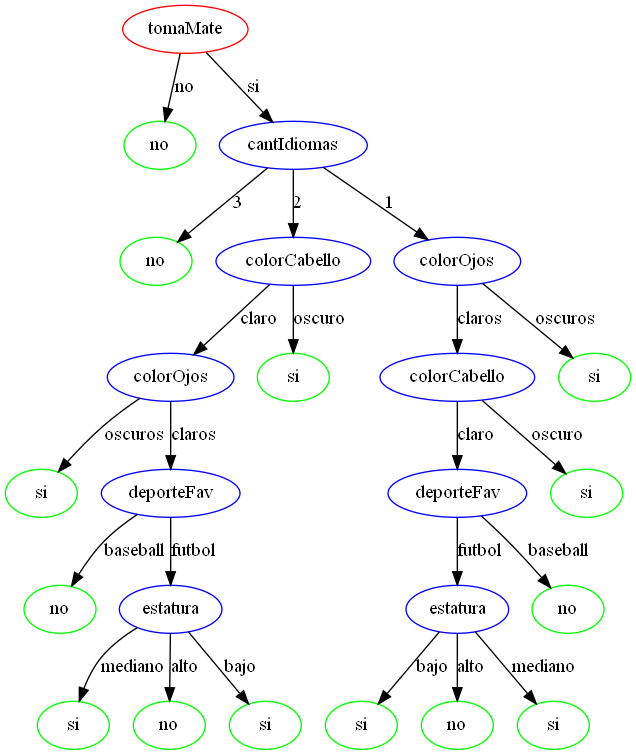 tomaMate
no si
no cantIdiomas
3 2 1
no colorCabello colorOjos
claro oscuro claros oscuros
colorOjos si colorCabello si
oscuros claros claro oscuro
si deporteFav deporteFav si
baseball futbol futbol baseball
no estatura estatura no
mediano alto bajo bajo alto mediano
si no si si no si